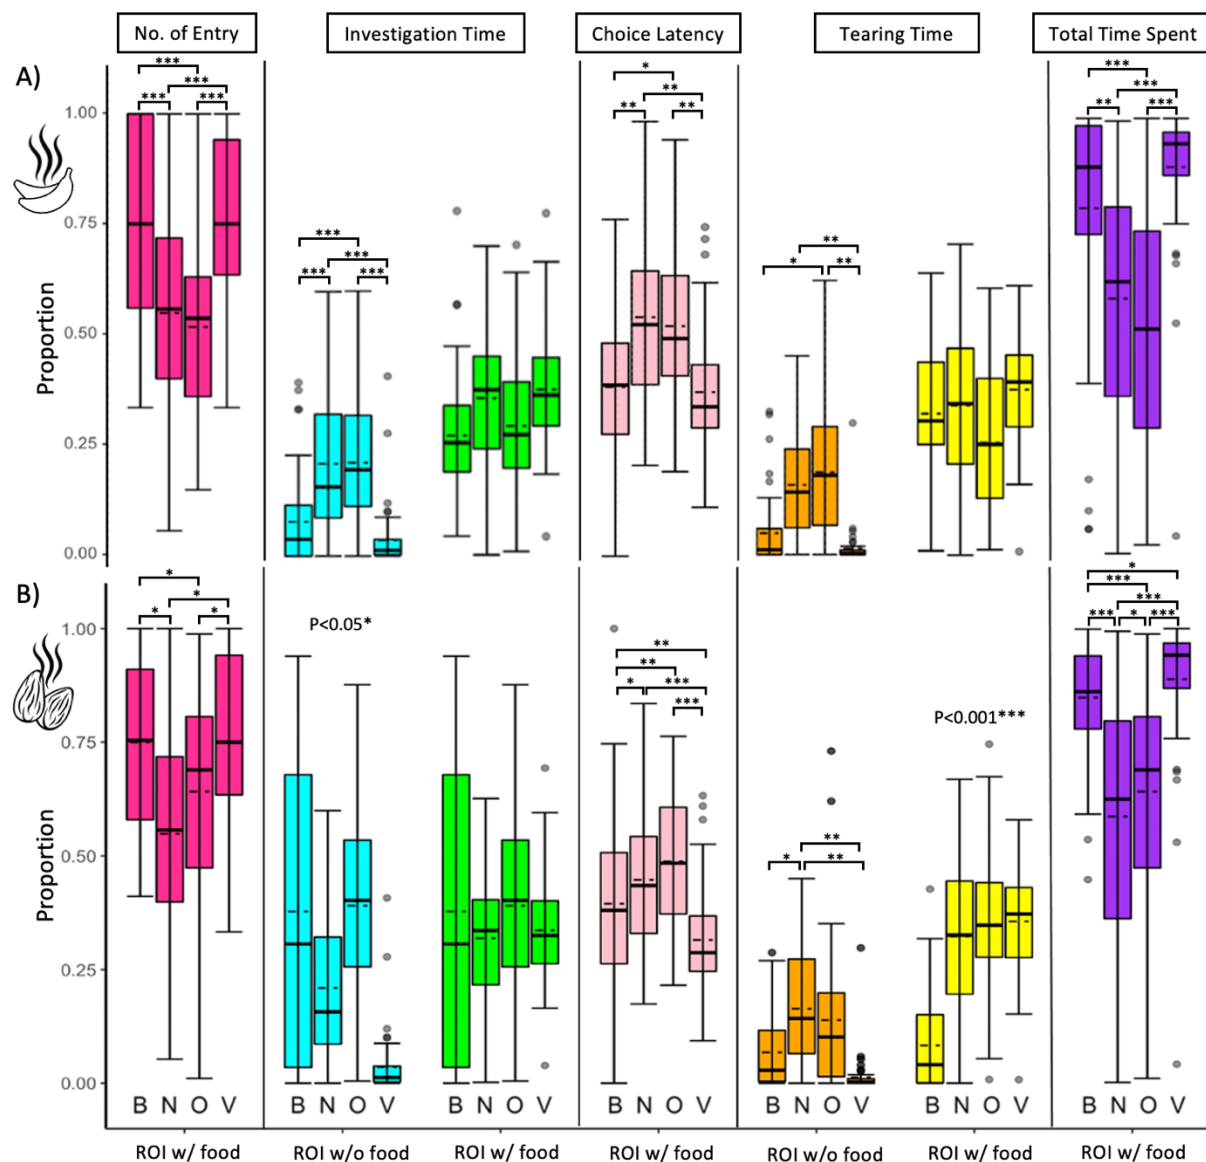 No. of Entry Investigation Time Choice Latency Tearing Time Total Time Spent
A)
*** *** *** ***
*** *** *** ***
* ** ** **
** * **
*** *** ** ***
1.00
0.75
0.50
0.25
0.00
Proportion
B)
* * * *
P<0.05*
** ** * *** ***
** * **
P<0.001***
* *** *** *** * ***
1.00
0.75
0.50
0.25
0.00
Proportion
B N O V B N O V B N O V B N O V B N O V B N O V B N O V
ROI w/ food ROI w/o food ROI w/ food ROI w/ food ROI w/o food ROI w/ food ROI w/ food